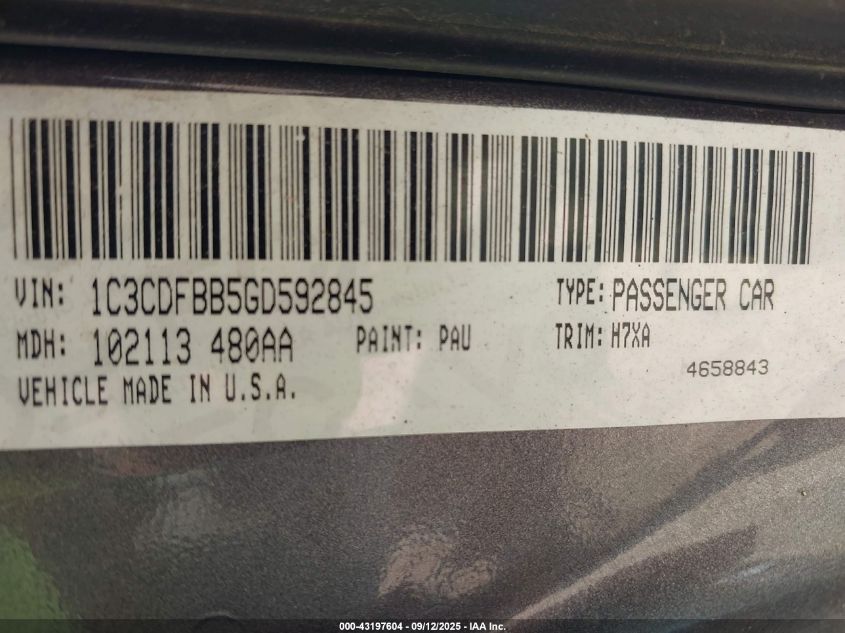 VIN: 1C3CDFBB5GD592845 TYPE: PASSENGER CAR
MDH: 102113 480AA PAINT: PAU TRIM: H7XA
4658843
VEHICLE MADE IN U.S.A.
000-43197604 - 09/12/2025 - IAA Inc.